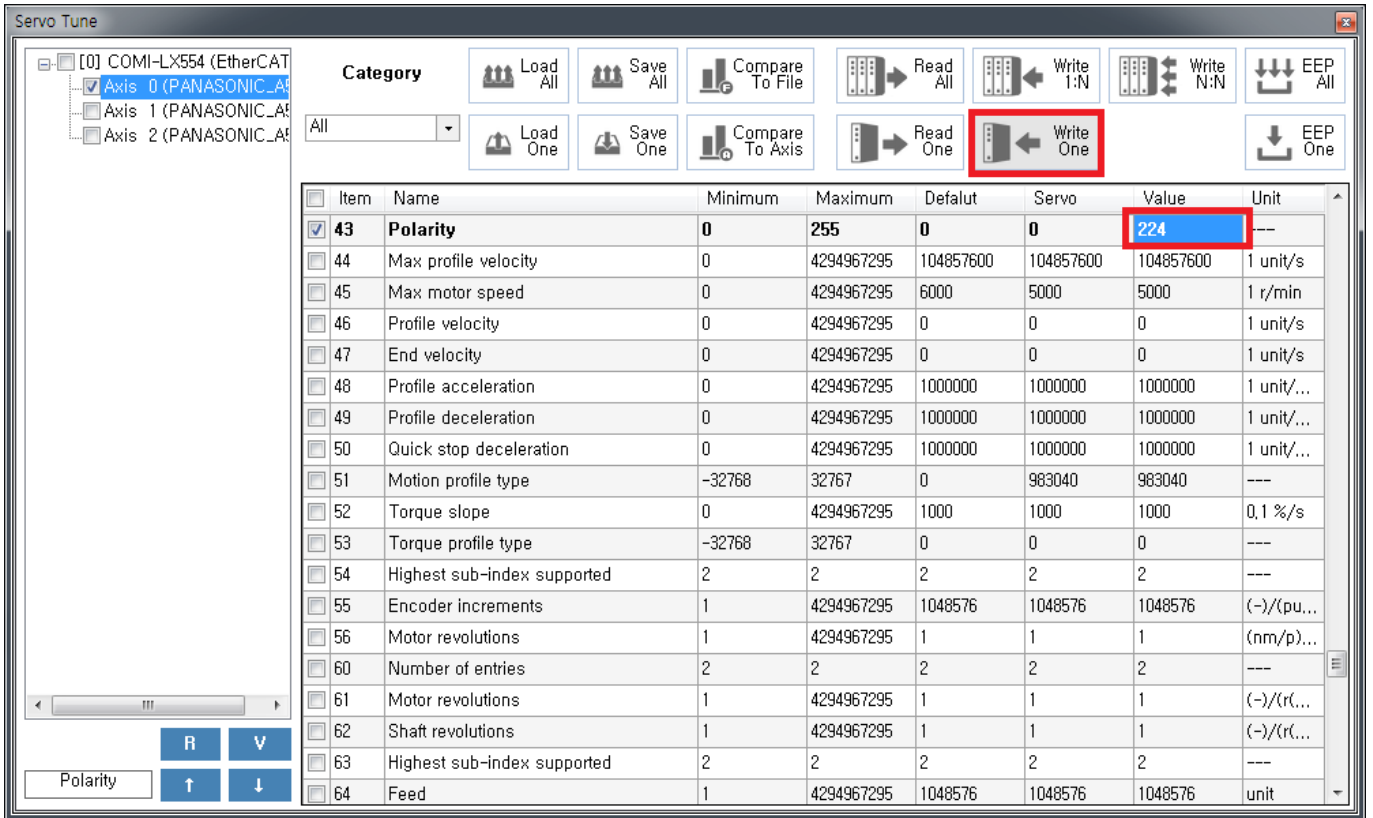 Servo Tune
[0] COMI-LX554 (EtherCAT
Axis 0 (PANASONIC_A5
Axis 1 (PANASONIC_A5
Axis 2 (PANASONIC_A5
Category
All
Load All
Save All
Compare To File
Read All
Write 1:N
Write N:N
EEP All
Load One
Save One
Compare To Axis
Read One
Write One
EEP One
Item Name Minimum Maximum Defalut Servo Value Unit
43 Polarity 0 255 0 0 224 ---
44 Max profile velocity 0 4294967295 104857600 104857600 104857600 1 unit/s
45 Max motor speed 0 4294967295 6000 5000 5000 1 r/min
46 Profile velocity 0 4294967295 0 0 0 1 unit/s
47 End velocity 0 4294967295 0 0 0 1 unit/s
48 Profile acceleration 0 4294967295 1000000 1000000 1000000 1 unit/...
49 Profile deceleration 0 4294967295 1000000 1000000 1000000 1 unit/...
50 Quick stop deceleration 0 4294967295 1000000 1000000 1000000 1 unit/...
51 Motion profile type -32768 32767 0 983040 983040 ---
52 Torque slope 0 4294967295 1000 1000 1000 0.1 %/s
53 Torque profile type -32768 32767 0 0 0 ---
54 Highest sub-index supported 2 2 2 2 2 ---
55 Encoder increments 1 4294967295 1048576 1048576 1048576 (-)/(pu...
56 Motor revolutions 1 4294967295 1 1 1 (nm/p)...
60 Number of entries 2 2 2 2 2 ---
61 Motor revolutions 1 4294967295 1 1 1 (-)/(r(...
62 Shaft revolutions 1 4294967295 1 1 1 (-)/(r(...
63 Highest sub-index supported 2 2 2 2 2 ---
64 Feed 1 4294967295 1048576 1048576 1048576 unit
R V
Polarity ↑ ↓